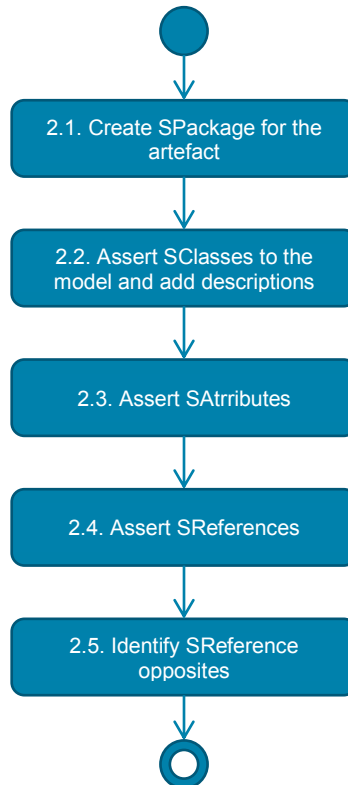 2.1. Create SPackage for the
artefact
2.2. Assert SClasses to the
model and add descriptions
2.3. Assert SAtrributes
2.4. Assert SReferences
2.5. Identify SReference
opposites